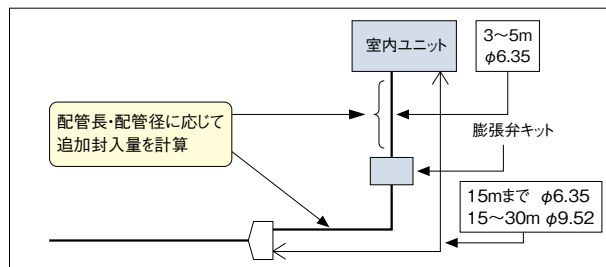 室内ユニット
3〜5m
φ6.35
配管長・配管径に応じて
追加封入量を計算
膨張弁キット
15mまで φ6.35
15〜30m φ9.52